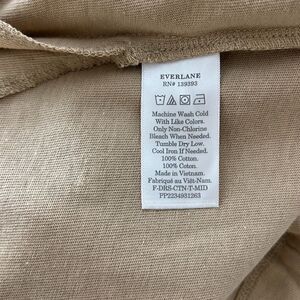 EVERLANE
RN# 139393
Machine Wash Cold
With Like Colors.
Only Non-Chlorine
Bleach When Needed.
Tumble Dry Low.
Cool Iron If Needed.
100% Cotton.
100% Coton.
Made in Vietnam.
Fabriqué au Viêt-Nam.
F-DRS-CTN-T-MID
PP2234931263